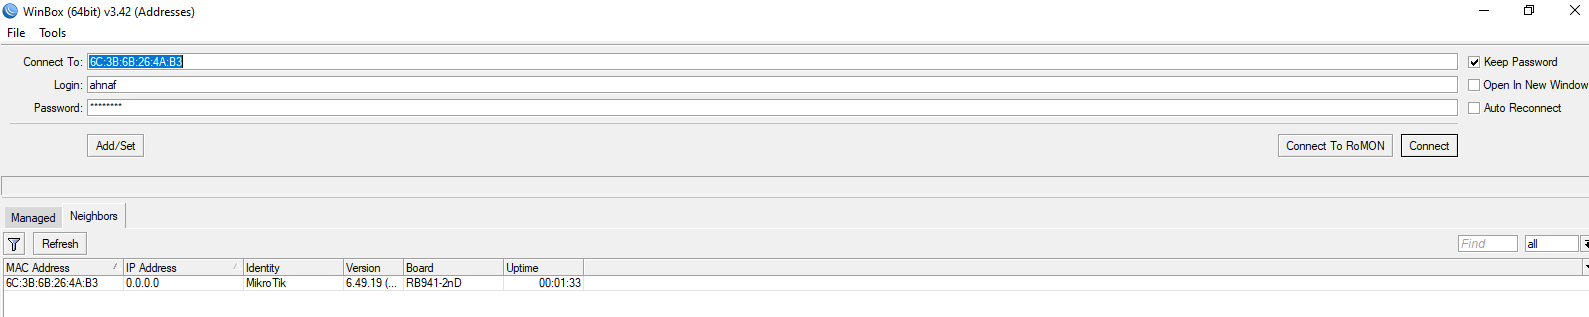 WinBox (64bit) v3.42 (Addresses)
File Tools
Connect To: 6C:3B:6B:26:4A:B3 Keep Password
Login: ahnaf Open In New Window
Password: ******** Auto Reconnect
Add/Set Connect To RoMON Connect
Managed Neighbors
Refresh Find all
MAC Address IP Address Identity Version Board Uptime
6C:3B:6B:26:4A:B3 0.0.0.0 MikroTik 6.49.19 (... RB941-2nD 00:01:33